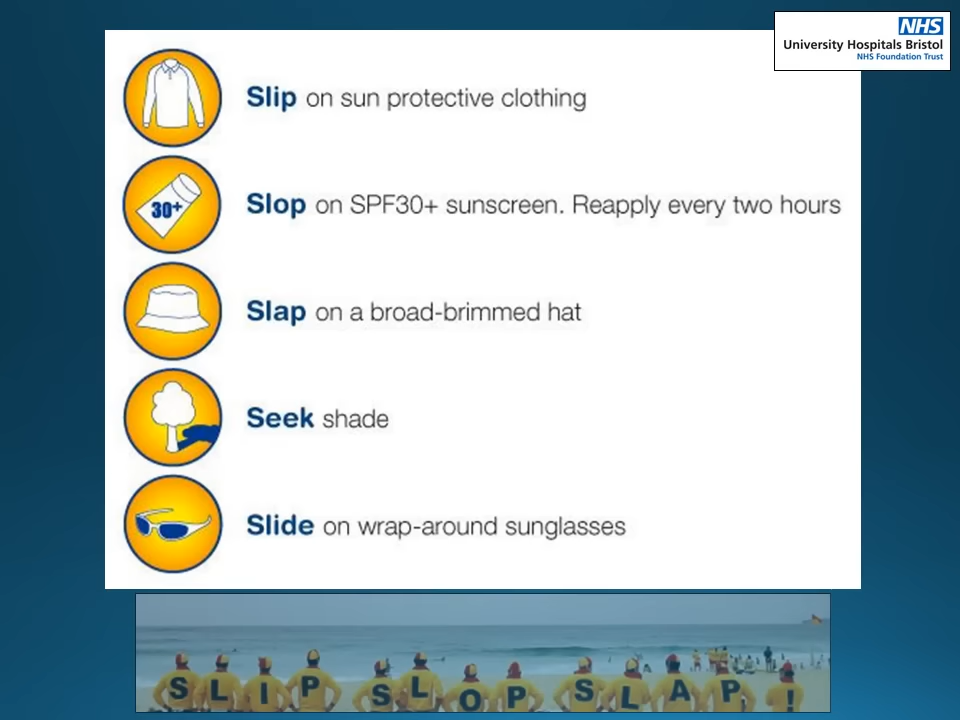 NHS
University Hospitals Bristol
NHS Foundation Trust
Slip on sun protective clothing
30+
Slop on SPF30+ sunscreen. Reapply every two hours
Slap on a broad-brimmed hat
Seek shade
Slide on wrap-around sunglasses
SLIP SLOP SLAP!